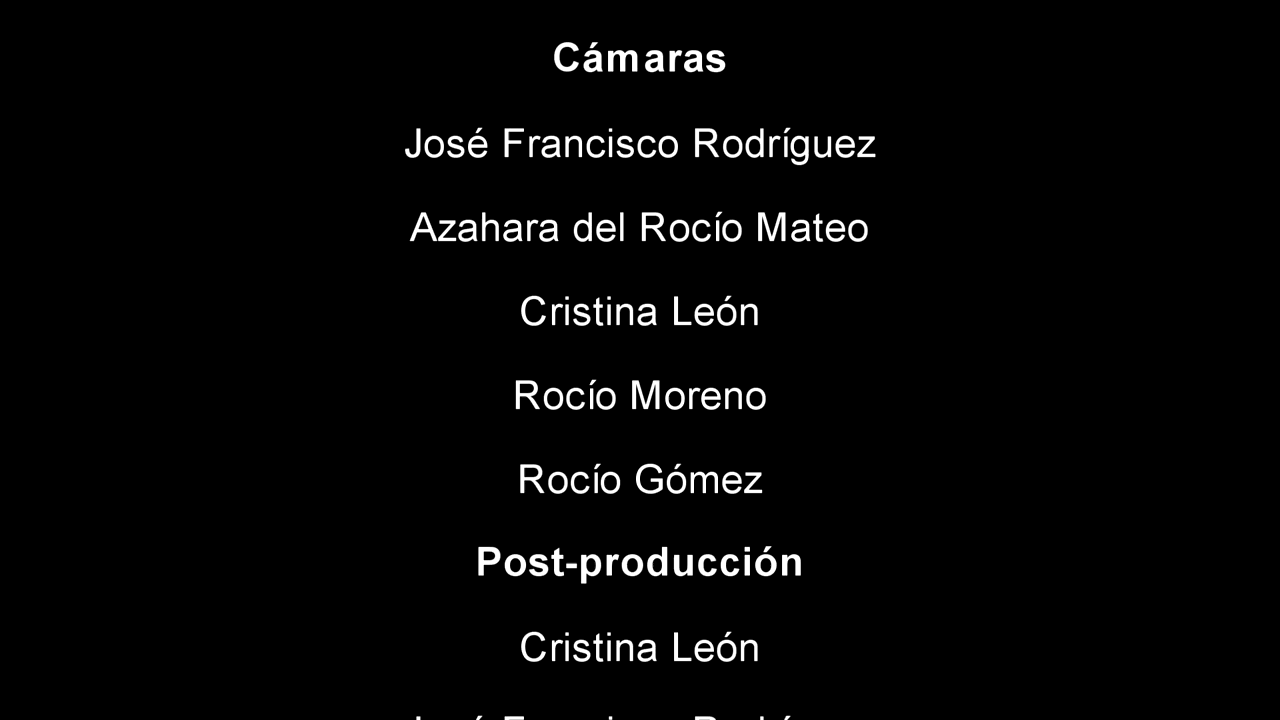 Cámaras
José Francisco Rodríguez
Azahara del Rocío Mateo
Cristina León
Rocío Moreno
Rocío Gómez
Post-producción
Cristina León